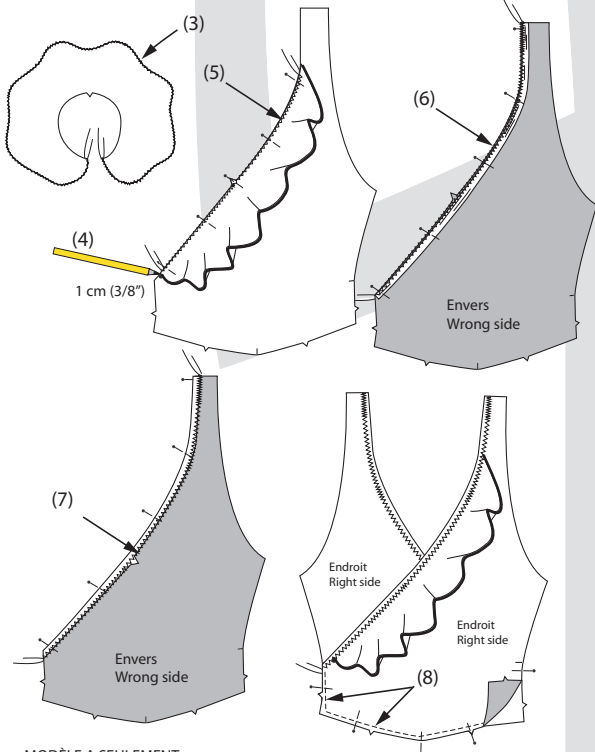 (3)
(5)
(6)
(4)
1 cm (3/8”)
Envers
Wrong side
(7)
Endroit
Right side
Endroit
Right side
Envers
Wrong side
(8)
MODÈLE A SEULEMENT